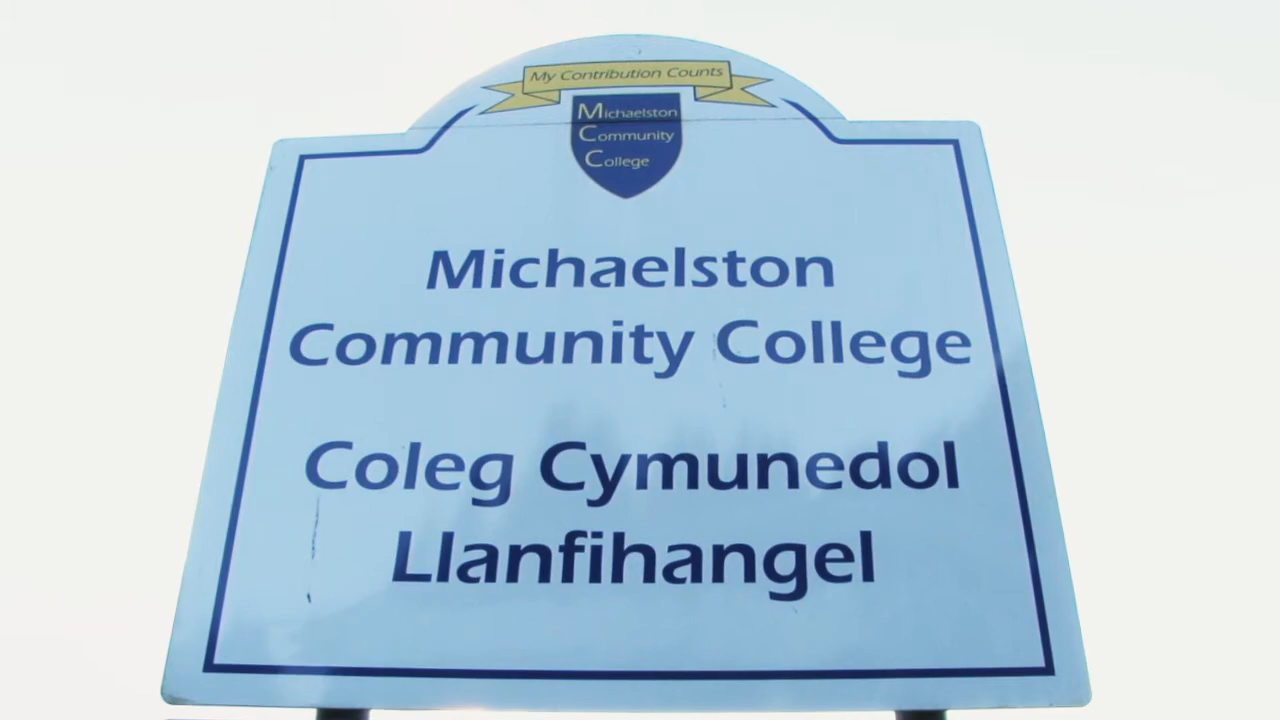 My Contribution Counts
Michaelston
Community
College
Michaelston
Community College
Coleg Cymunedol
Llanfihangel